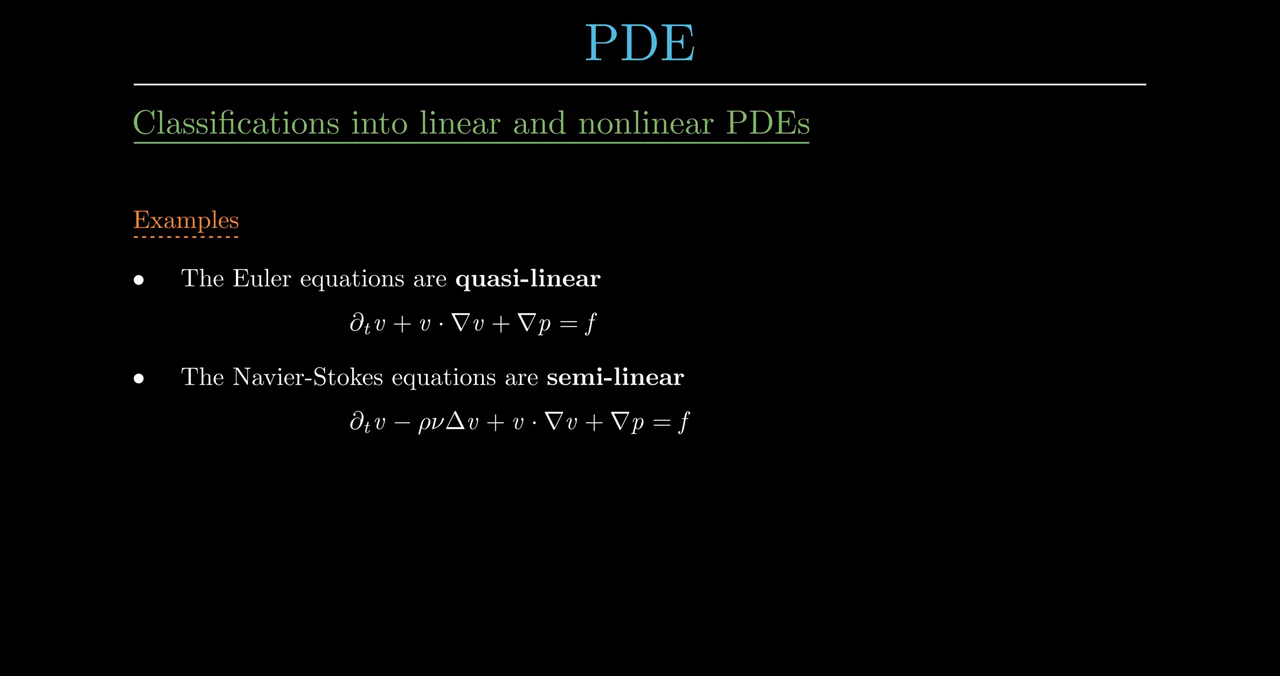 PDE
Classifications into linear and nonlinear PDEs
Examples
• The Euler equations are quasi-linear
∂ₜv + v · ∇v + ∇p = f
• The Navier-Stokes equations are semi-linear
∂ₜv − ρνΔv + v · ∇v + ∇p = f